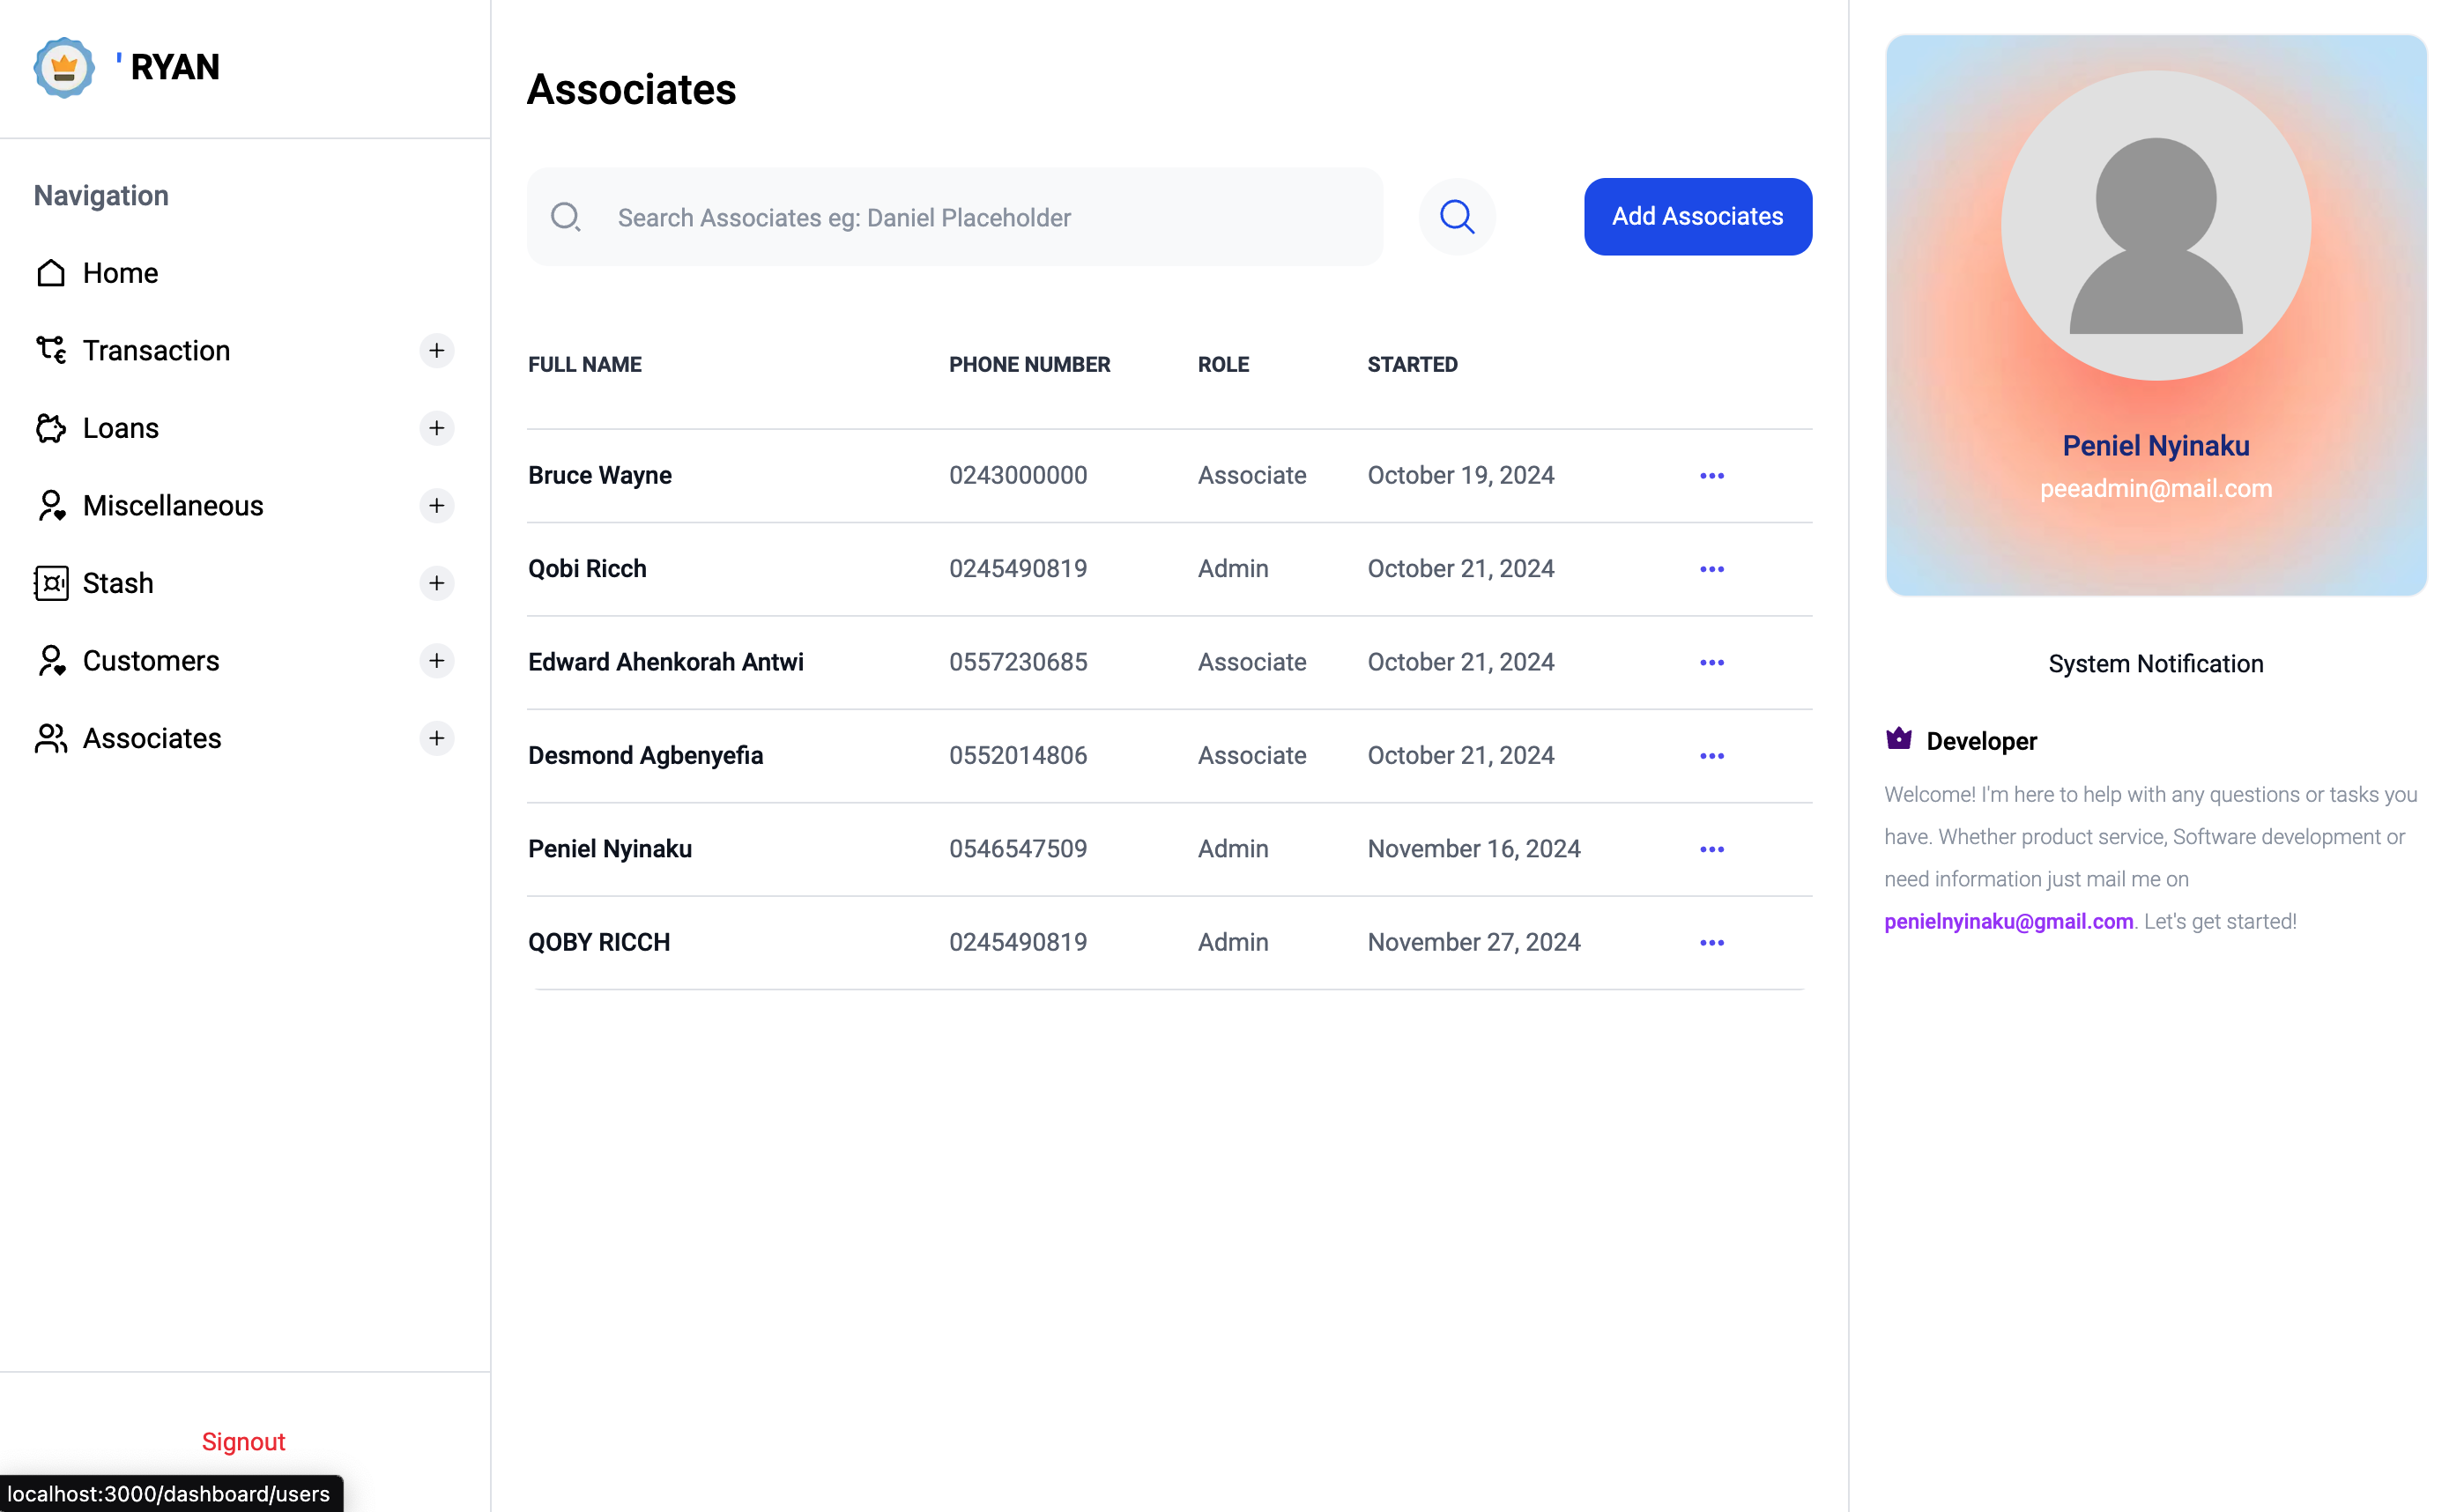 ' RYAN
Navigation
Home
Transaction
Loans
Miscellaneous
Stash
Customers
Associates
Signout
localhost:3000/dashboard/users
Associates
Search Associates eg: Daniel Placeholder
Add Associates
FULL NAME PHONE NUMBER ROLE STARTED
Bruce Wayne 0243000000 Associate October 19, 2024
Qobi Ricch 0245490819 Admin October 21, 2024
Edward Ahenkorah Antwi 0557230685 Associate October 21, 2024
Desmond Agbenyefia 0552014806 Associate October 21, 2024
Peniel Nyinaku 0546547509 Admin November 16, 2024
QOBY RICCH 0245490819 Admin November 27, 2024
Peniel Nyinaku
peeadmin@mail.com
System Notification
Developer
Welcome! I'm here to help with any questions or tasks you
have. Whether product service, Software development or
need information just mail me on
penielnyinaku@gmail.com. Let's get started!